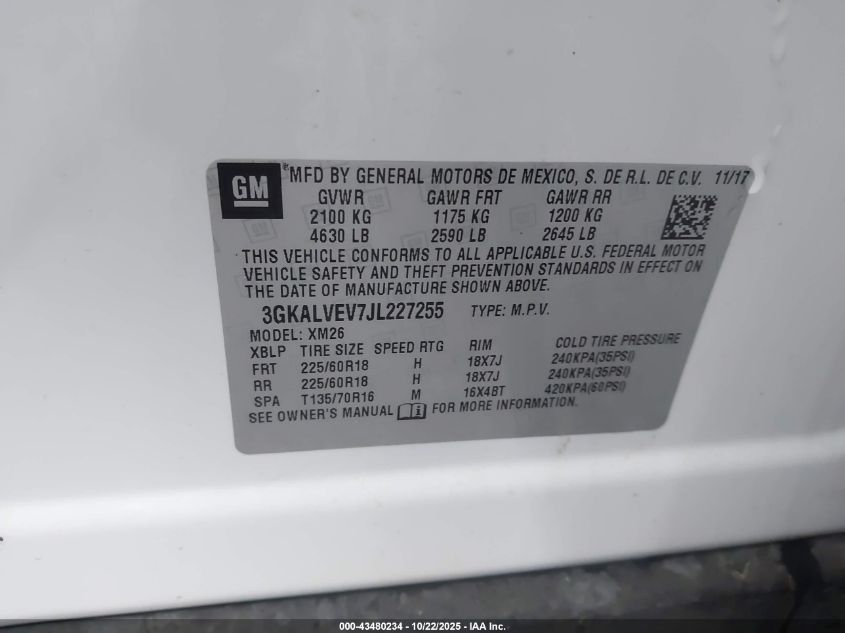 GM
®MFD BY GENERAL MOTORS DE MEXICO, S. DE R.L. DE C.V. 11/17
GVWR GAWR FRT GAWR RR
2100 KG 1175 KG 1200 KG
4630 LB 2590 LB 2645 LB
THIS VEHICLE CONFORMS TO ALL APPLICABLE U.S. FEDERAL MOTOR
VEHICLE SAFETY AND THEFT PREVENTION STANDARDS IN EFFECT ON
THE DATE OF MANUFACTURE SHOWN ABOVE.
3GKALVEV7JL227255 TYPE: M.P.V.
MODEL: XM26
XBLP TIRE SIZE SPEED RTG RIM COLD TIRE PRESSURE
FRT 225/60R18 H 18X7J 240KPA(35PSI)
RR 225/60R18 H 18X7J 240KPA(35PSI)
SPA T135/70R16 M 16X4BT 420KPA(60PSI)
SEE OWNER'S MANUAL FOR MORE INFORMATION.
000-43480234 - 10/22/2025 - IAA Inc.